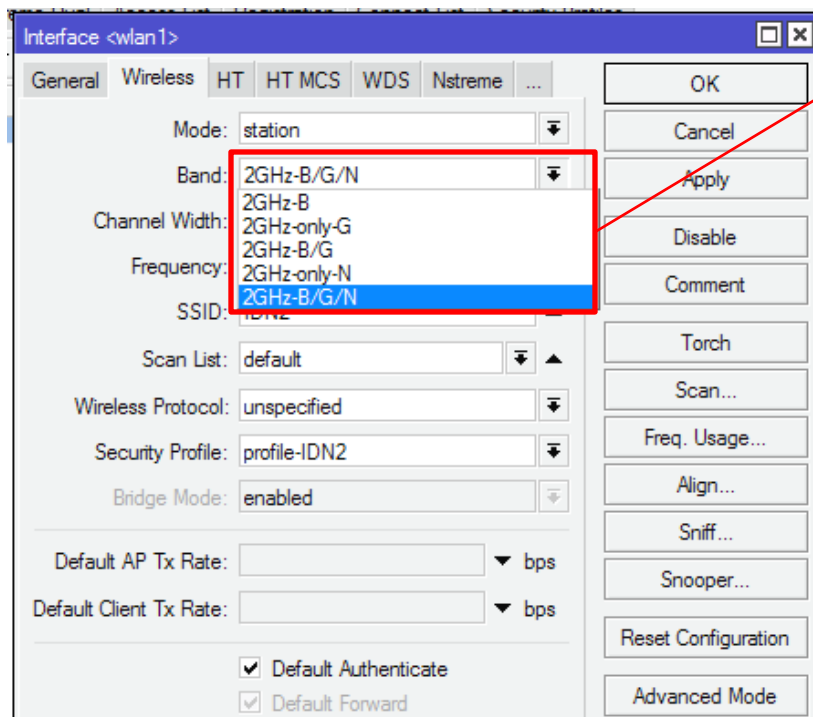 Interface <wlan1>
General Wireless HT HT MCS WDS Nstreme ...
OK
Mode: station
Cancel
Band: 2GHz-B/G/N
Apply
2GHz-B
Channel Width:
2GHz-only-G
2GHz-B/G
Disable
Frequency:
2GHz-only-N
Comment
2GHz-B/G/N
SSID: IDN2
Torch
Scan List: default
Scan...
Wireless Protocol: unspecified
Freq. Usage...
Security Profile: profile-IDN2
Align...
Bridge Mode: enabled
Sniff...
Default AP Tx Rate: bps
Snooper...
Default Client Tx Rate: bps
Reset Configuration
Default Authenticate
Advanced Mode
Default Forward